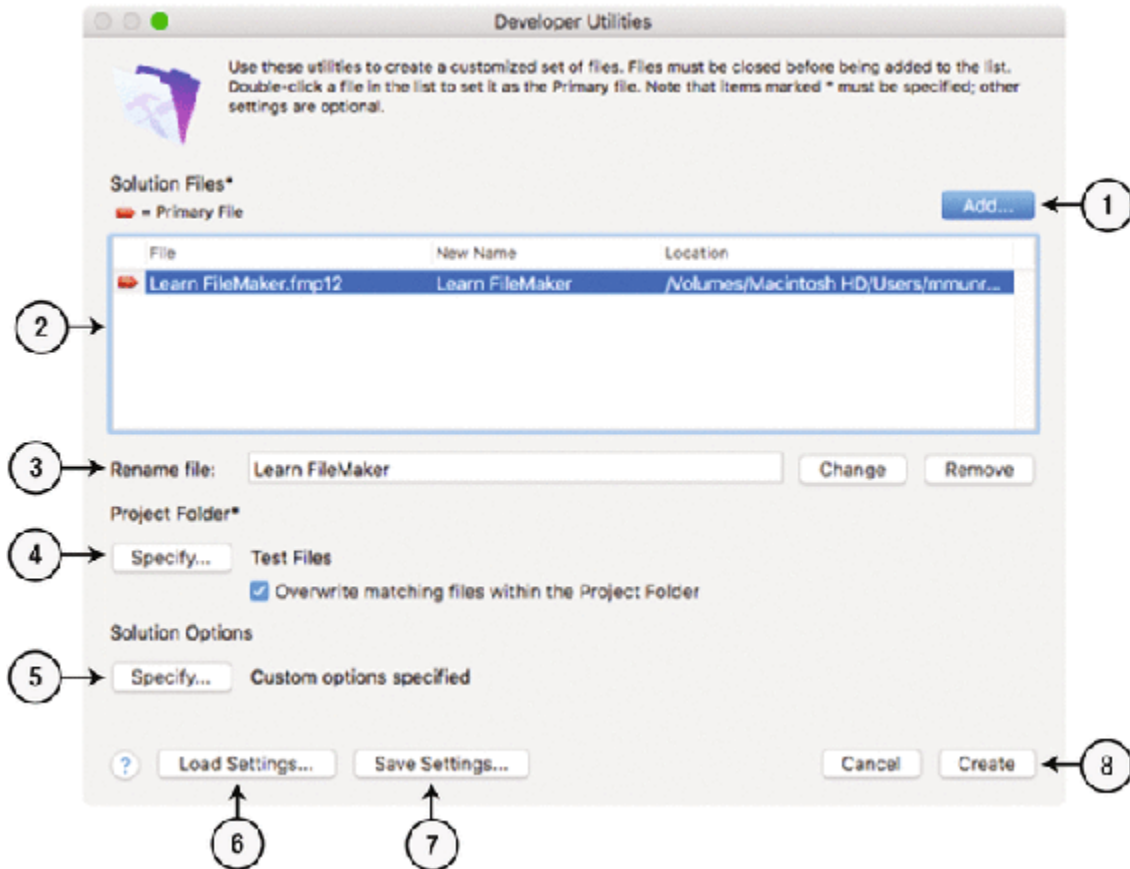 Developer Utilities
Use these utilities to create a customized set of files. Files must be closed before being added to the list.
Double-click a file in the list to set it as the Primary file. Note that items marked * must be specified; other
settings are optional.
Solution Files*
= Primary File
Add...
1
File New Name Location
Learn FileMaker.fmp12 Learn FileMaker /Volumes/Macintosh HD/Users/mmunr...
2
3
Rename file: Learn FileMaker Change Remove
Project Folder*
4
Specify... Test Files
Overwrite matching files within the Project Folder
Solution Options
5
Specify... Custom options specified
? Load Settings... Save Settings... Cancel Create
8
6 7